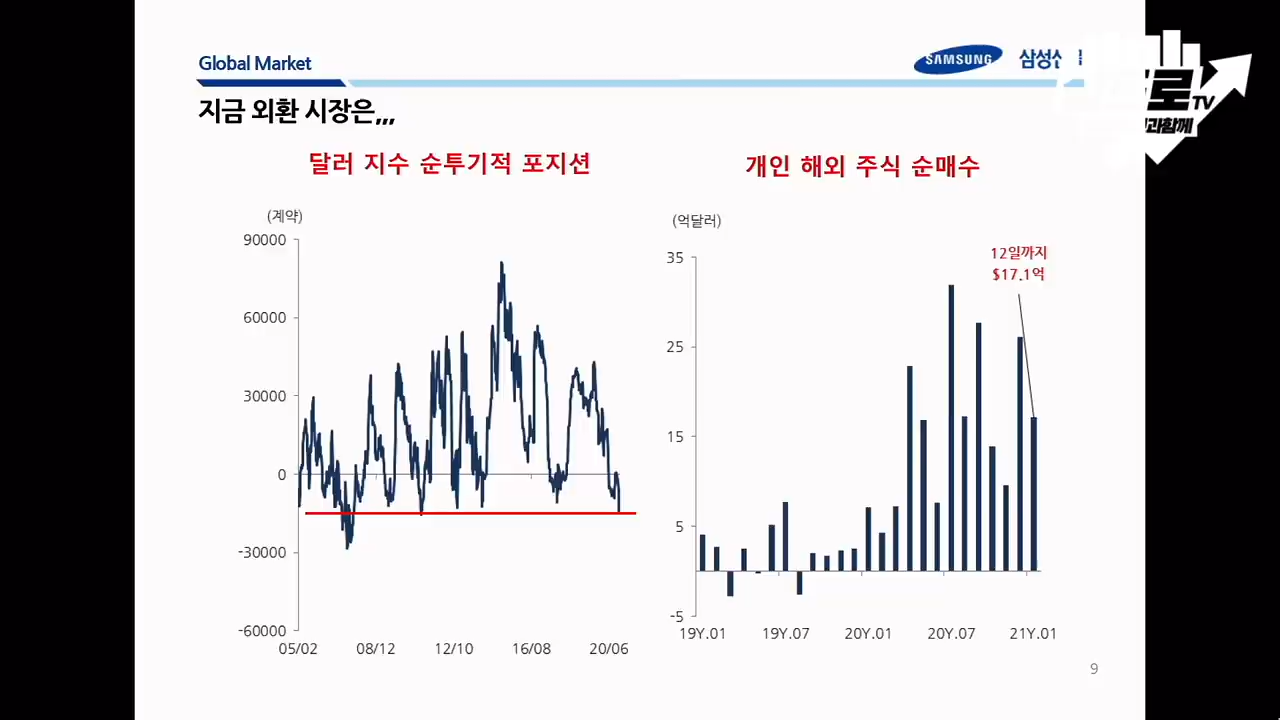 Global Market
SAMSUNG
지금 외환 시장은,,,
달러 지수 순투기적 포지션
개인 해외 주식 순매수
(계약)
90000
60000
30000
0
-30000
-60000
05/02
08/12
12/10
16/08
20/06
(억달러)
35
25
15
5
-5
12일까지
$17.1억
19Y.01
19Y.07
20Y.01
20Y.07
21Y.01
9
TV